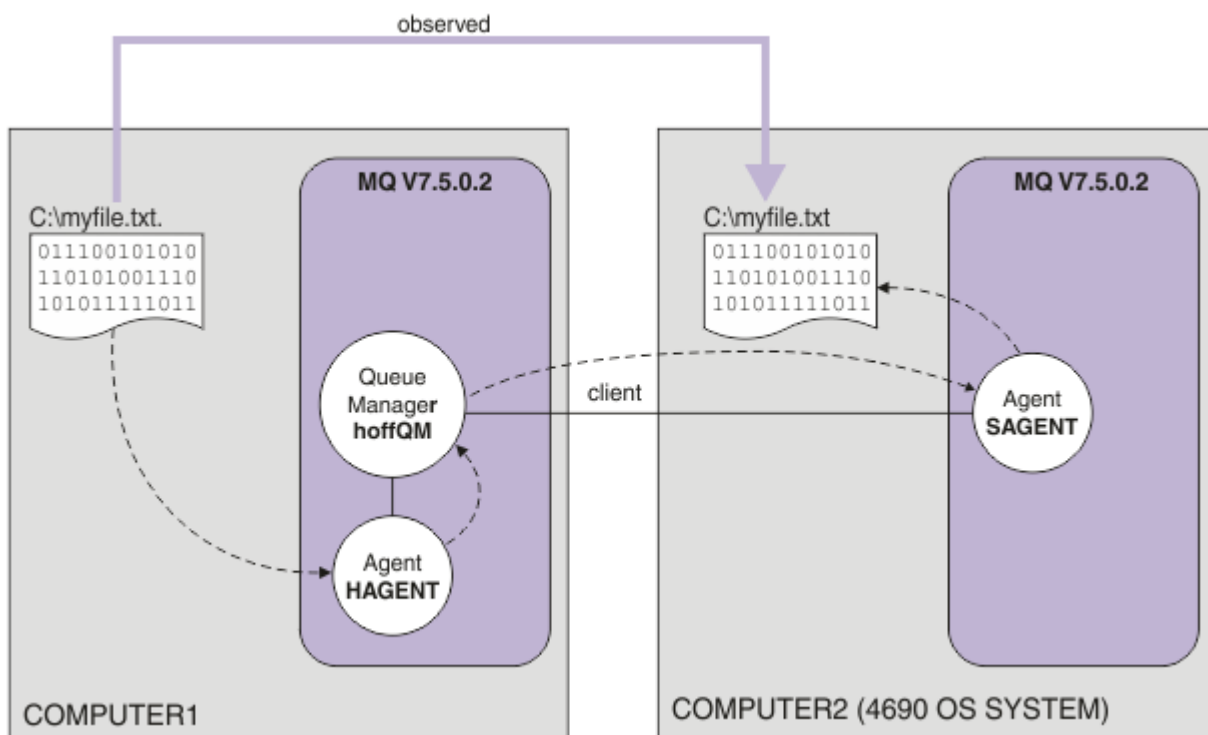 observed
MQ V7.5.0.2
C:\myfile.txt.
011100101010
110101001110
101011111011
Queue
Manager
hoffQM
Agent
HAGENT
COMPUTER1
client
MQ V7.5.0.2
C:\myfile.txt
011100101010
110101001110
101011111011
Agent
SAGENT
COMPUTER2 (4690 OS SYSTEM)